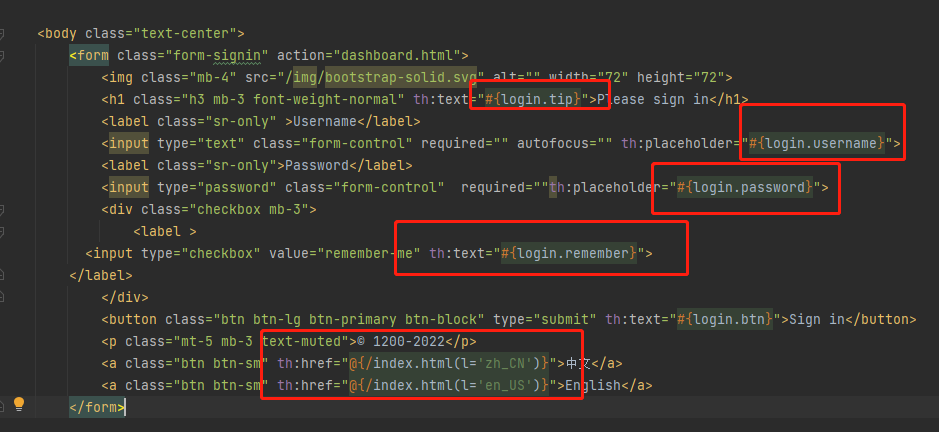 <body class="text-center">
<form class="form-signin" action="dashboard.html">
<img class="mb-4" src="/img/bootstrap-solid.svg" alt="" width="72" height="72">
<h1 class="h3 mb-3 font-weight-normal" th:text="#{login.tip}">Please sign in</h1>
<label class="sr-only" >Username</label>
<input type="text" class="form-control" required="" autofocus="" th:placeholder="#{login.username}">
<label class="sr-only">Password</label>
<input type="password" class="form-control"  required=""th:placeholder="#{login.password}">
<div class="checkbox mb-3">
<label >
<input type="checkbox" value="remember-me" th:text="#{login.remember}">
</label>
</div>
<button class="btn btn-lg btn-primary btn-block" type="submit" th:text="#{login.btn}">Sign in</button>
<p class="mt-5 mb-3 text-muted">© 1200-2022</p>
<a class="btn btn-sm" th:href="@{/index.html(l='zh_CN')}">中文</a>
<a class="btn btn-sm" th:href="@{/index.html(l='en_US')}">English</a>
</form>